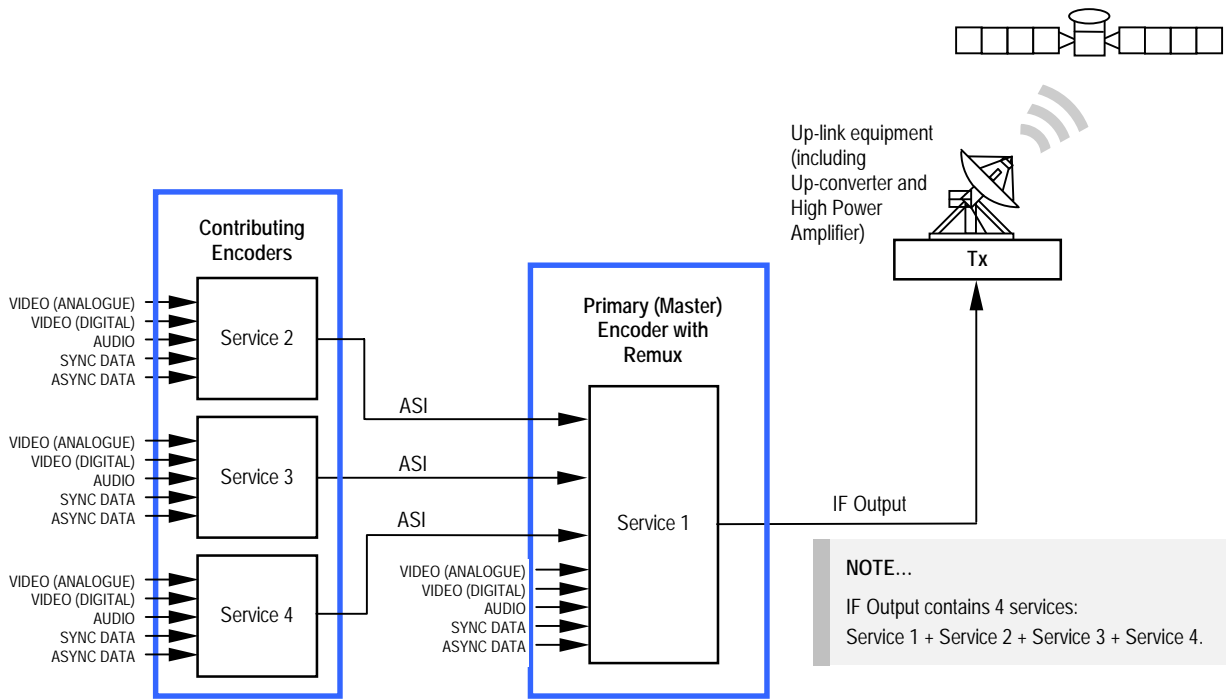 Up-link equipment
(including
Up-converter and
High Power
Amplifier)
Tx
Contributing
Encoders
VIDEO (ANALOGUE)
VIDEO (DIGITAL)
AUDIO
SYNC DATA
ASYNC DATA
Service 2
ASI
VIDEO (ANALOGUE)
VIDEO (DIGITAL)
AUDIO
SYNC DATA
ASYNC DATA
Service 3
ASI
VIDEO (ANALOGUE)
VIDEO (DIGITAL)
AUDIO
SYNC DATA
ASYNC DATA
Service 4
ASI
Primary (Master)
Encoder with
Remux
VIDEO (ANALOGUE)
VIDEO (DIGITAL)
AUDIO
SYNC DATA
ASYNC DATA
Service 1
IF Output
NOTE...
IF Output contains 4 services:
Service 1 + Service 2 + Service 3 + Service 4.